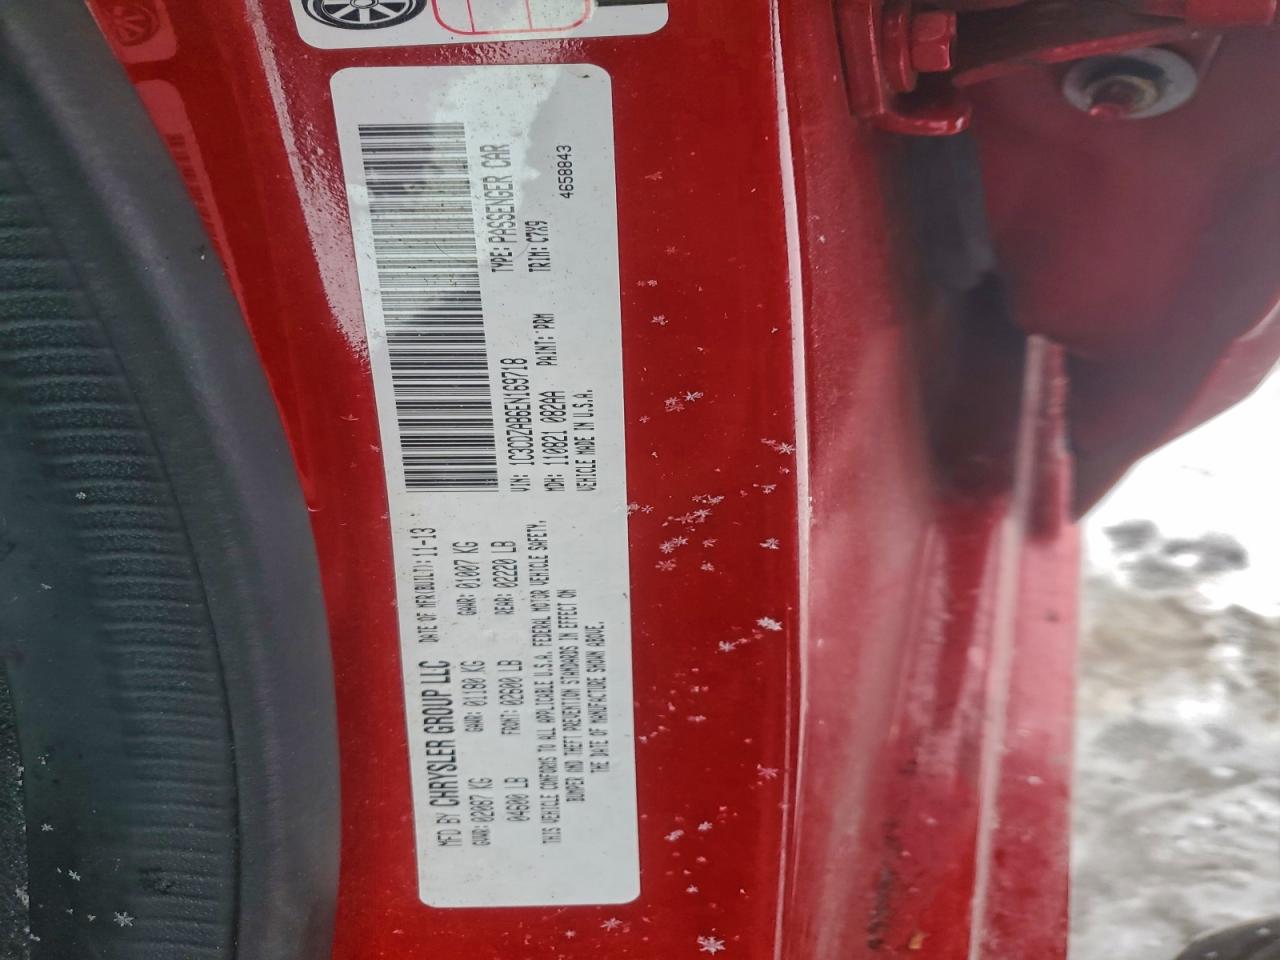 MFD BY CHRYSLER GROUP LLC DATE OF MFR(BUILT): 11-13
GVWR: 02087 KG GAWR: 01180 KG GAWR: 01007 KG
04600 LB FRONT: 02600 LB REAR: 02220 LB
THIS VEHICLE CONFORMS TO ALL APPLICABLE U.S.A. FEDERAL MOTOR VEHICLE SAFETY,
BUMPER AND THEFT PREVENTION STANDARDS IN EFFECT ON
THE DATE OF MANUFACTURE SHOWN ABOVE.
VIN: 1C3CDZAB6EN169718 TYPE: PASSENGER CAR
MDH: 110821 082AA PAINT: PRM TRIM: C7X9
VEHICLE MADE IN U.S.A. 4658843